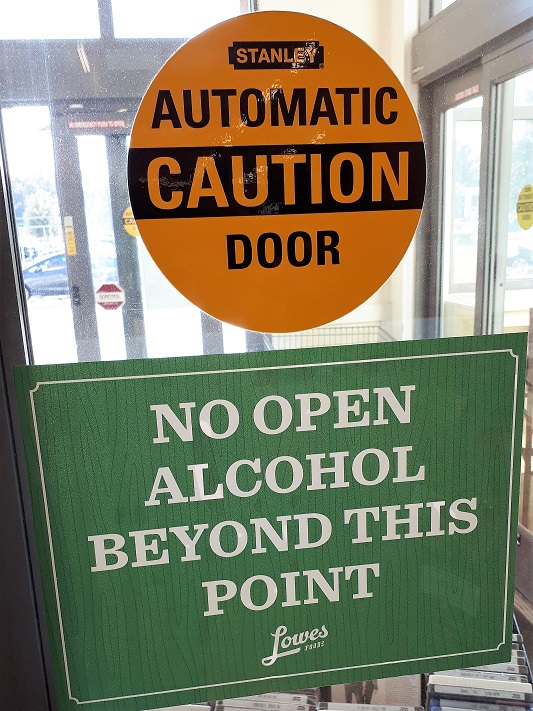 STANLEY
AUTOMATIC
CAUTION
DOOR
NO OPEN
ALCOHOL
BEYOND THIS
POINT
Lowes
FOODS